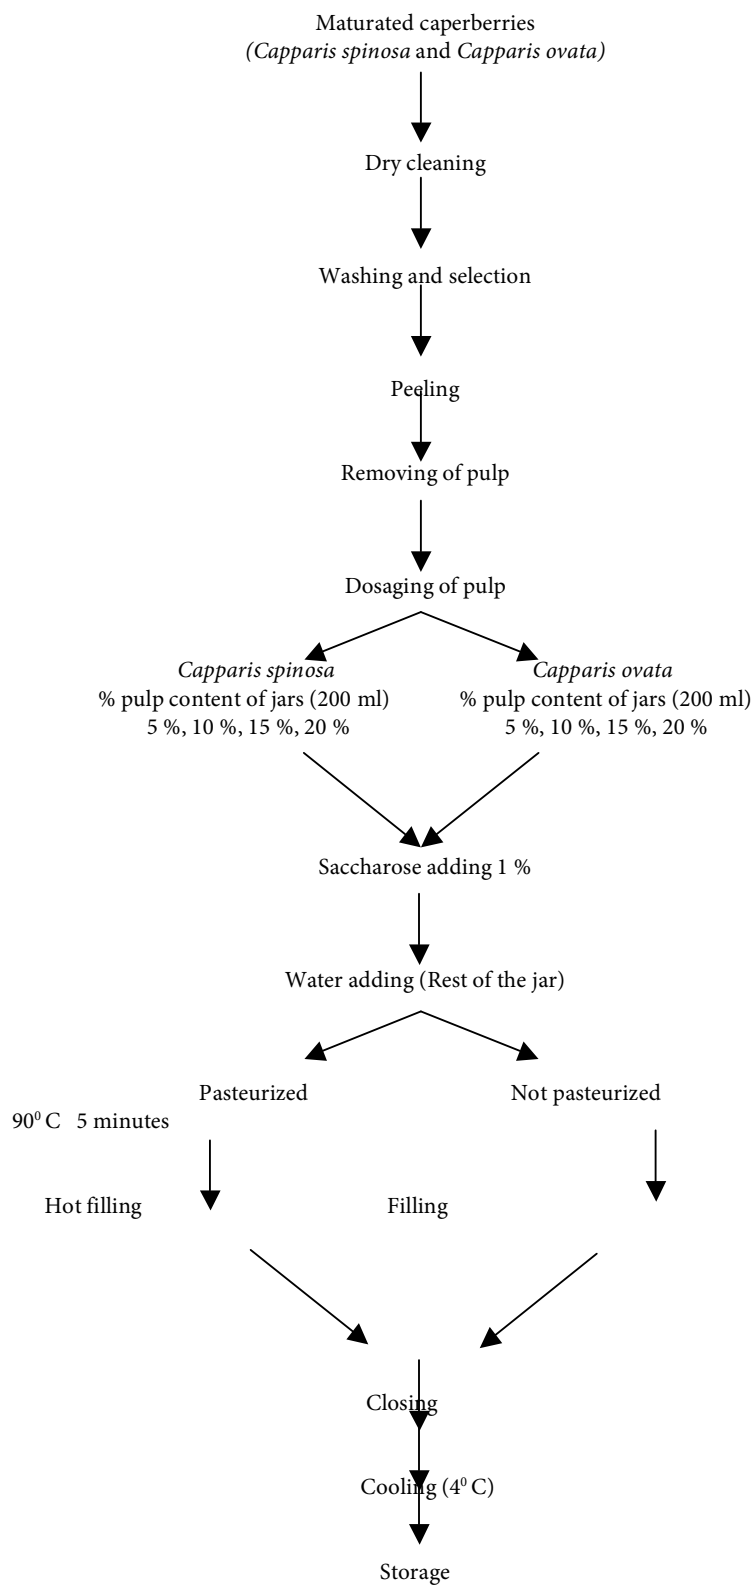 Maturated caperberries
(Capparis spinosa and Capparis ovata)
Dry cleaning
Washing and selection
Peeling
Removing of pulp
Dosaging of pulp
Capparis spinosa
% pulp content of jars (200 ml)
5 %, 10 %, 15 %, 20 %
Capparis ovata
% pulp content of jars (200 ml)
5 %, 10 %, 15 %, 20 %
Saccharose adding 1 %
Water adding (Rest of the jar)
Pasteurized
Not pasteurized
90⁰ C 5 minutes
Hot filling
Filling
Closing
Cooling (4⁰ C)
Storage